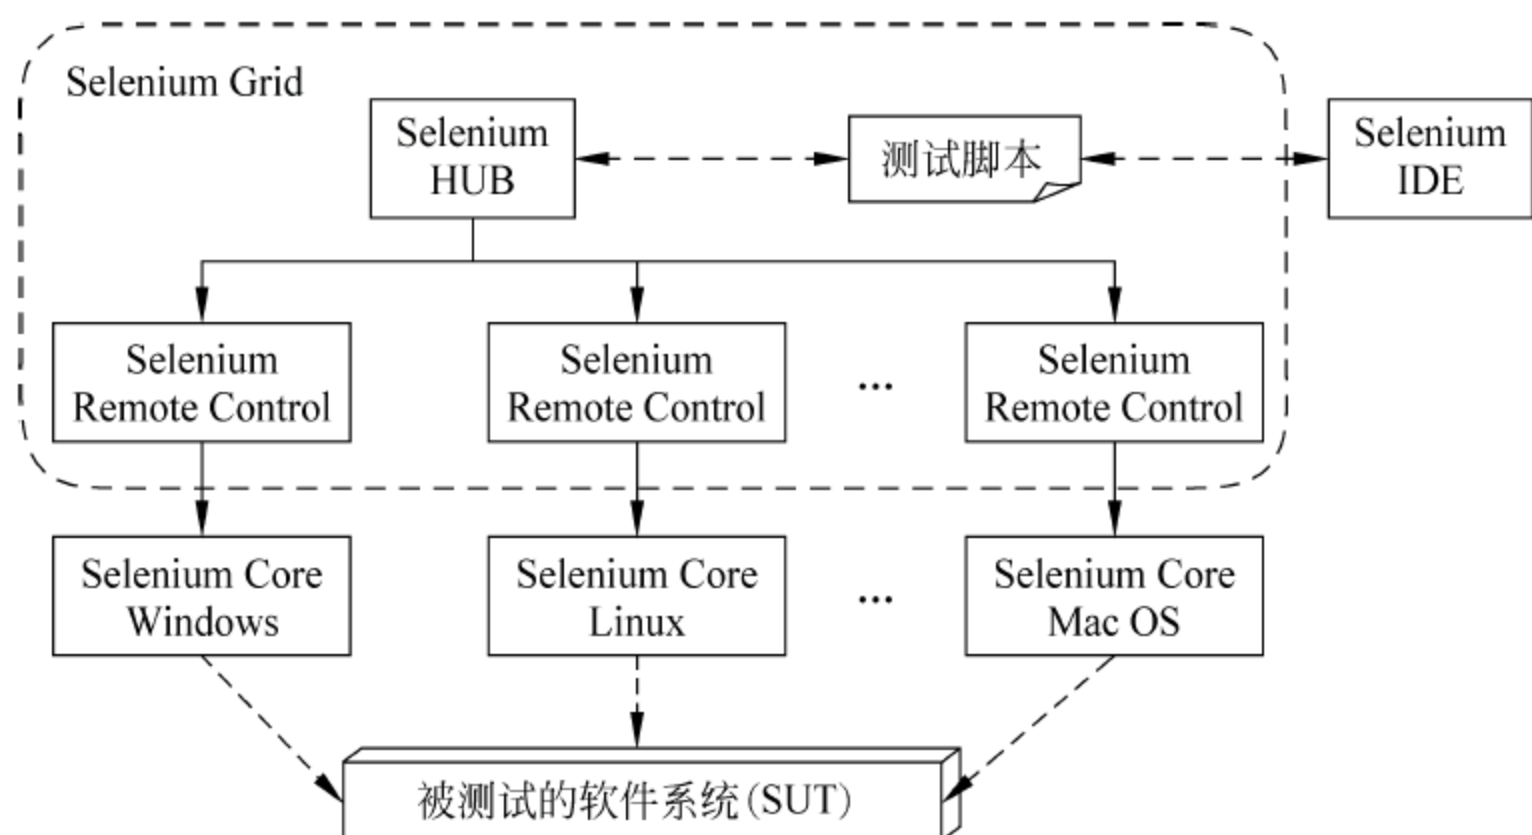 Selenium Grid
Selenium
HUB
测试脚本
Selenium
IDE
Selenium
Remote Control
Selenium
Remote Control
...
Selenium
Remote Control
Selenium Core
Windows
Selenium Core
Linux
...
Selenium Core
Mac OS
被测试的软件系统(SUT)